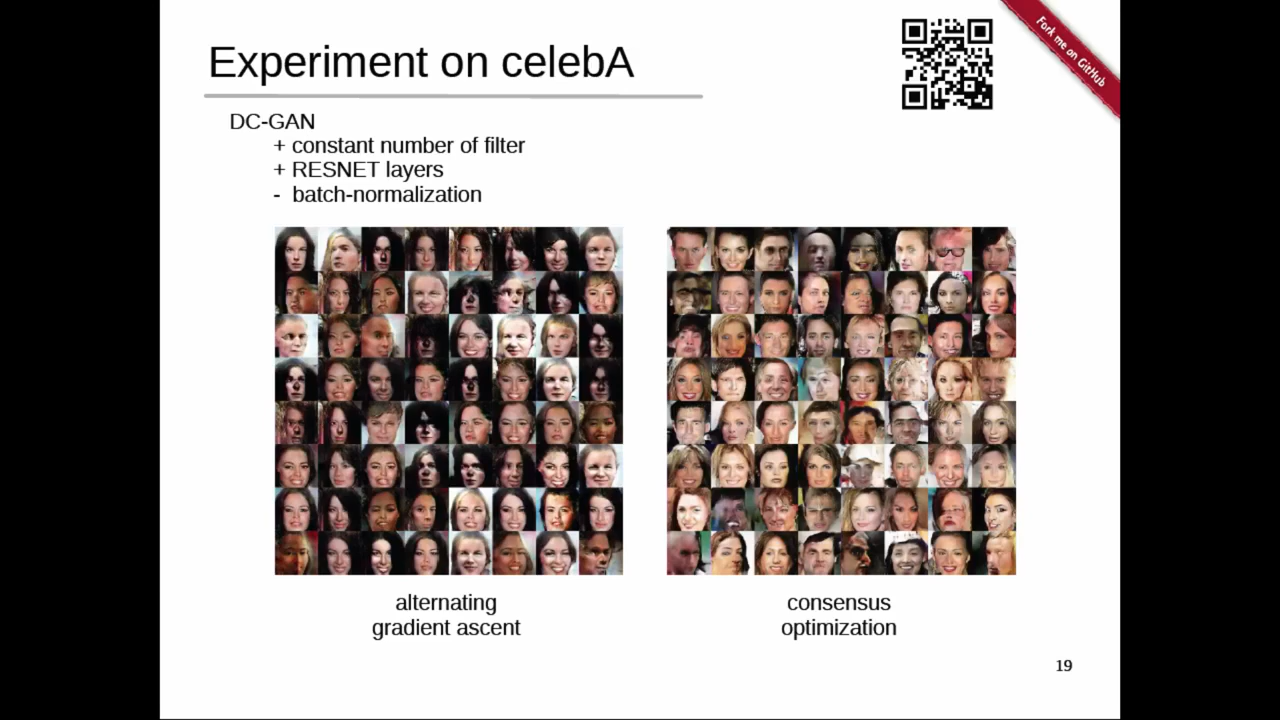 Experiment on celebA
Fork me on GitHub
DC-GAN
+ constant number of filter
+ RESNET layers
- batch-normalization
alternating
gradient ascent
consensus
optimization
19